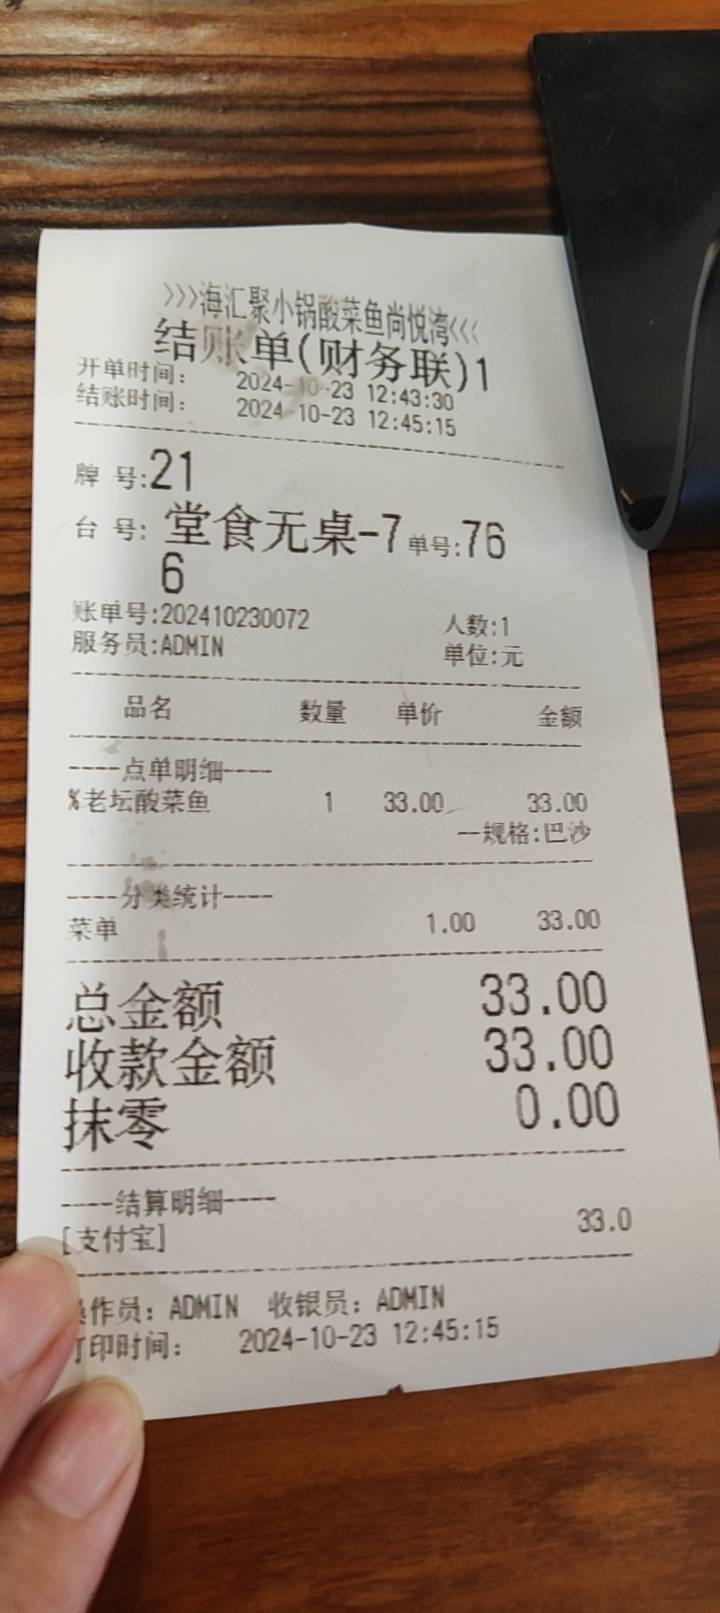 >>>海汇聚小锅酸菜鱼尚悦湾<<<
结账单(财务联)1
开单时间: 2024-10-23 12:43:30
结账时间: 2024-10-23 12:45:15
牌 号:21
台 号: 堂食无桌-7 单号:76
6
账单号:202410230072 人数:1
服务员:ADMIN 单位:元
品名 数量 单价 金额
----点单明细----
%老坛酸菜鱼 1 33.00 33.00
—规格:巴沙
----分类统计----
菜单 1.00 33.00
总金额 33.00
收款金额 33.00
抹零 0.00
----结算明细----
[支付宝] 33.0
操作员: ADMIN 收银员: ADMIN
打印时间: 2024-10-23 12:45:15